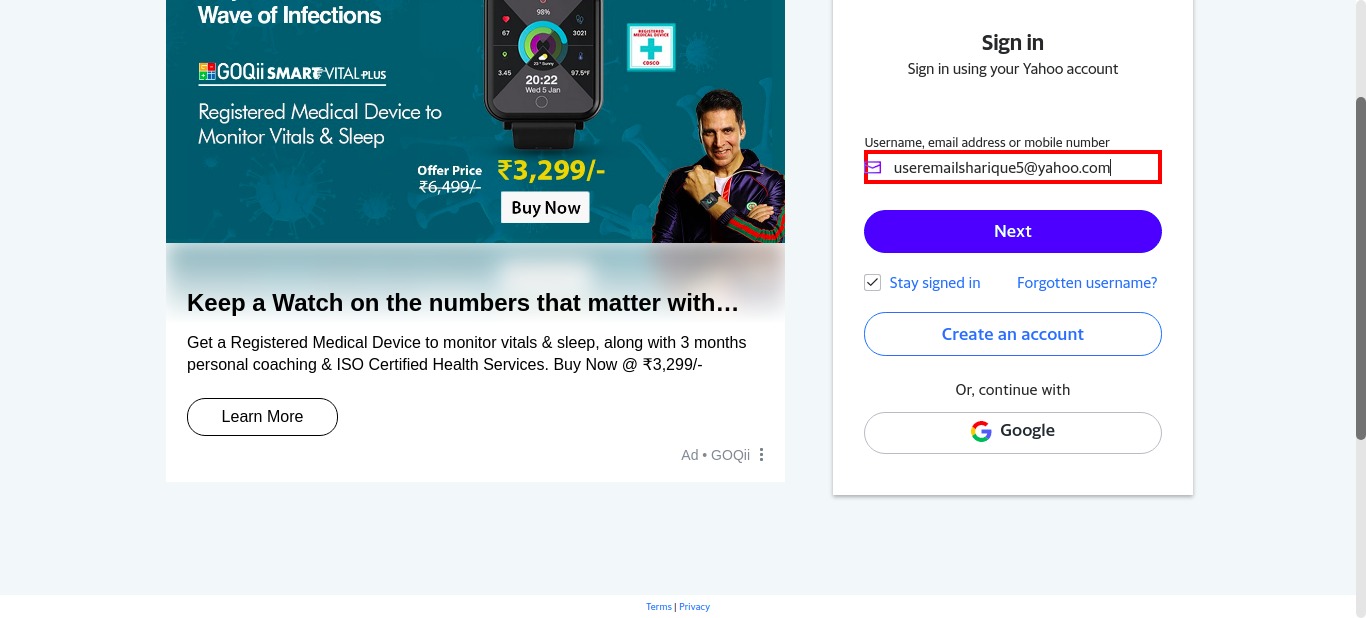 Wave of Infections
GOQii SMART VITAL-PLUS
Registered Medical Device to
Monitor Vitals & Sleep
98%
67
3021
3.45
97.5°F
20:22
Wed 5 Jan
REGISTERED
MEDICAL DEVICE
CDSCO
Offer Price
₹6,499/-
₹3,299/-
Buy Now
Keep a Watch on the numbers that matter with…
Get a Registered Medical Device to monitor vitals & sleep, along with 3 months
personal coaching & ISO Certified Health Services. Buy Now @ ₹3,299/-
Learn More
Ad • GOQii
Sign in
Sign in using your Yahoo account
Username, email address or mobile number
useremailsharique5@yahoo.com
Next
Stay signed in
Forgotten username?
Create an account
Or, continue with
Google
Terms | Privacy